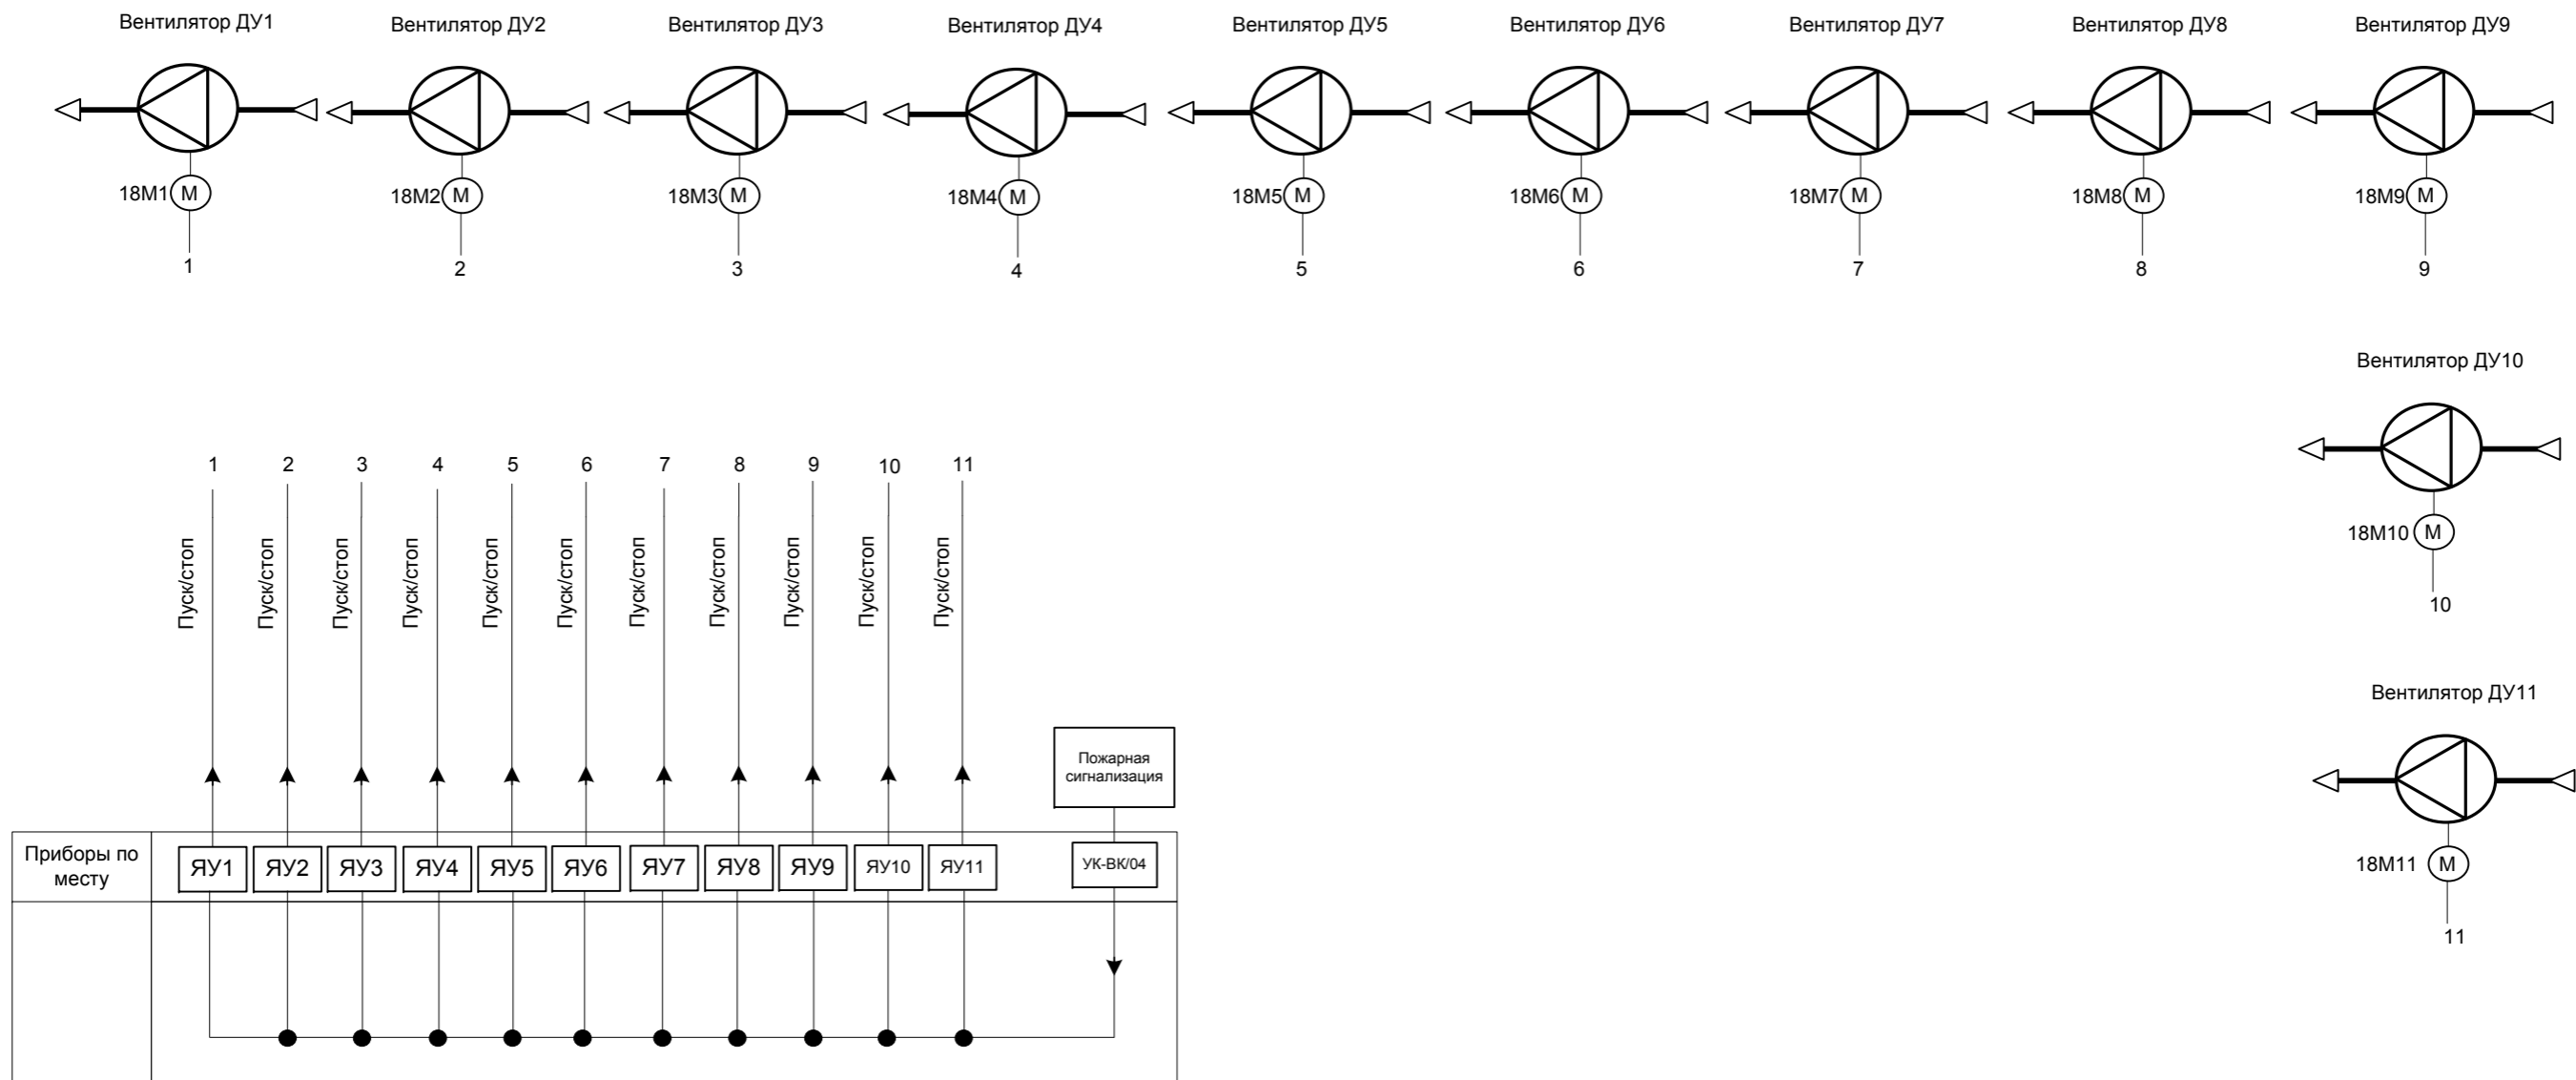 Вентилятор ДУ1
Вентилятор ДУ2
Вентилятор ДУ3
Вентилятор ДУ4
Вентилятор ДУ5
Вентилятор ДУ6
Вентилятор ДУ7
Вентилятор ДУ8
Вентилятор ДУ9
18М1 М
18М2 М
18М3 М
18М4 М
18М5 М
18М6 М
18М7 М
18М8 М
18М9 М
1
2
3
4
5
6
7
8
9
Вентилятор ДУ10
18М10 М
10
Вентилятор ДУ11
18М11 М
11
1
2
3
4
5
6
7
8
9
10
11
Пуск/стоп
Пуск/стоп
Пуск/стоп
Пуск/стоп
Пуск/стоп
Пуск/стоп
Пуск/стоп
Пуск/стоп
Пуск/стоп
Пуск/стоп
Пуск/стоп
Пожарная
сигнализация
Приборы по
месту
ЯУ1
ЯУ2
ЯУ3
ЯУ4
ЯУ5
ЯУ6
ЯУ7
ЯУ8
ЯУ9
ЯУ10
ЯУ11
УК-ВК/04